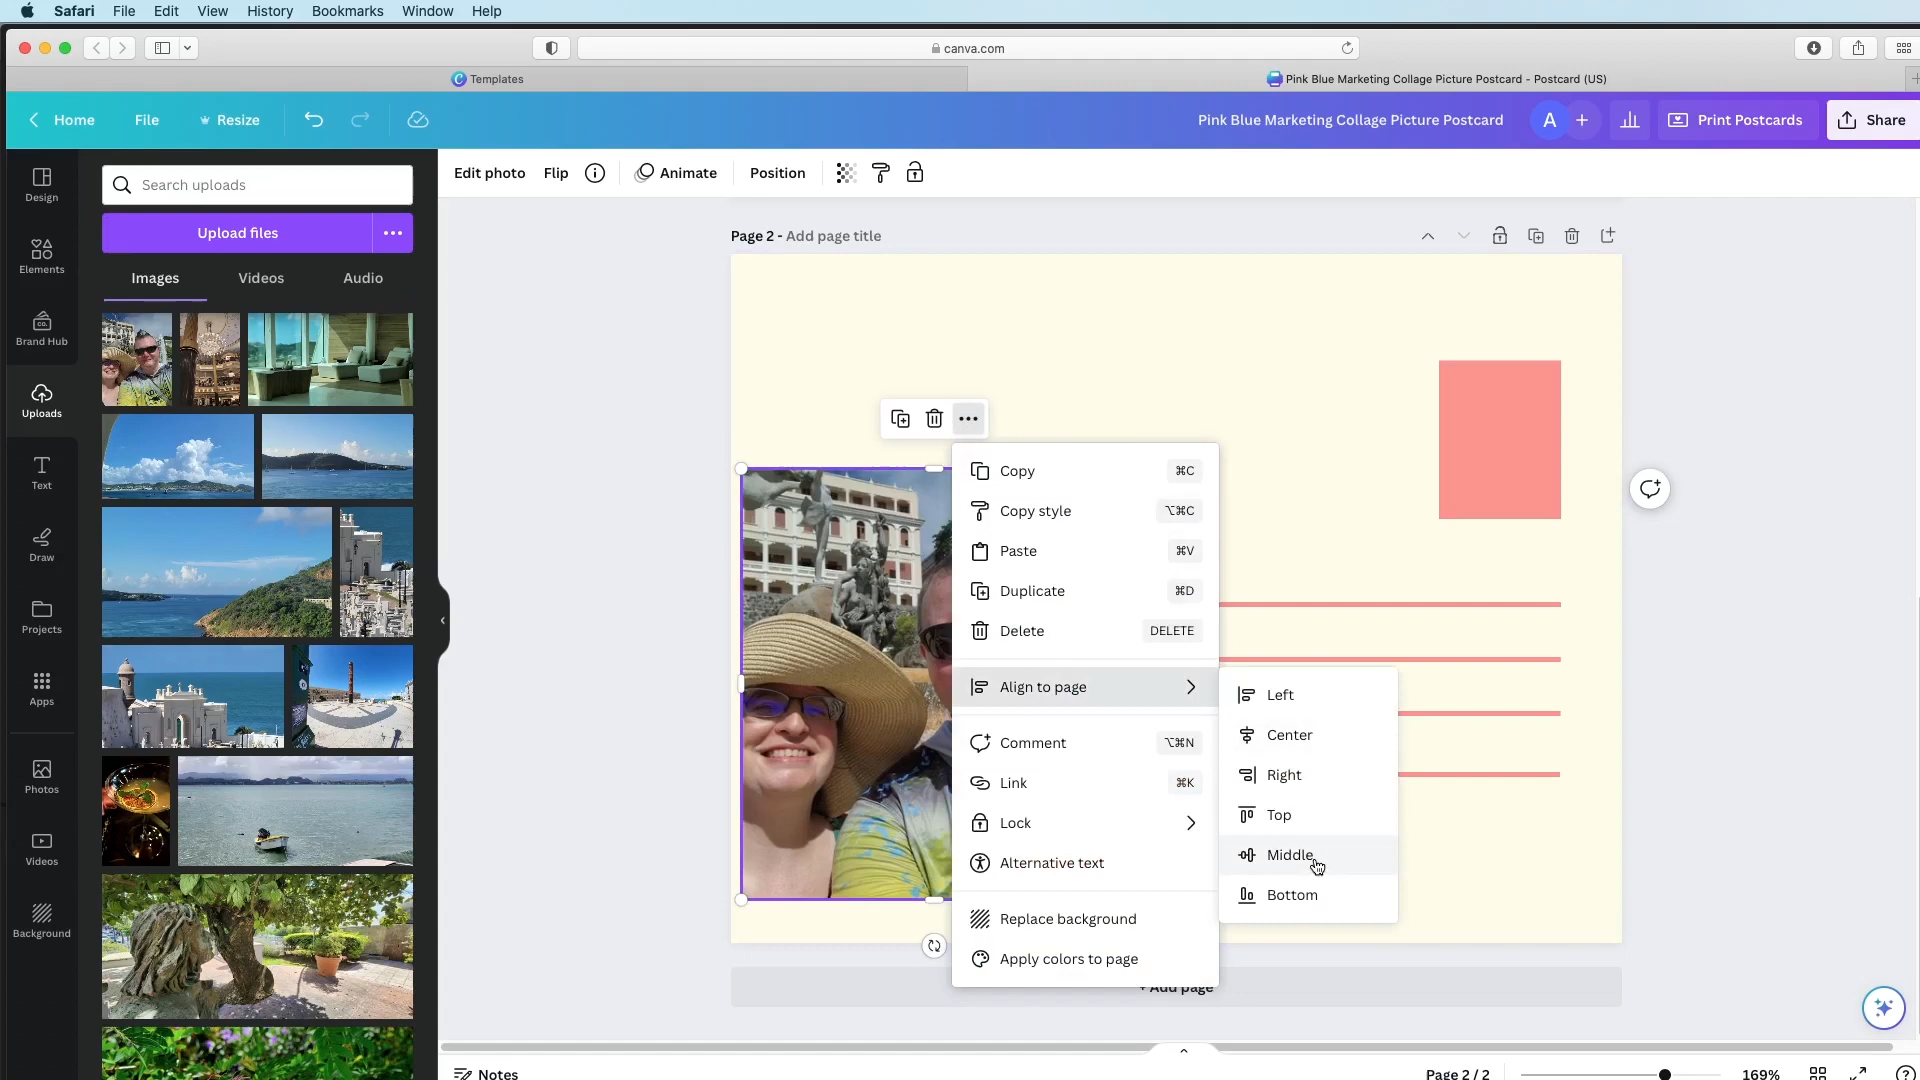 Safari File Edit View History Bookmarks Window Help
canva.com
Templates
Pink Blue Marketing Collage Picture Postcard - Postcard (US)
Home File Resize
Pink Blue Marketing Collage Picture Postcard
A
+
Print Postcards
Share
Edit photo Flip Animate Position
Design
Elements
Brand Hub
Uploads
Text
Draw
Projects
Apps
Photos
Videos
Background
Search uploads
Upload files
Images Videos Audio
Page 2 - Add page title
Copy ⌘C
Copy style ⌥⌘C
Paste ⌘V
Duplicate ⌘D
Delete DELETE
Align to page
Comment ⌥⌘N
Link ⌘K
Lock
Alternative text
Replace background
Apply colors to page
Left
Center
Right
Top
Middle
Bottom
+ Add page
Notes
Page 2 / 2
169%